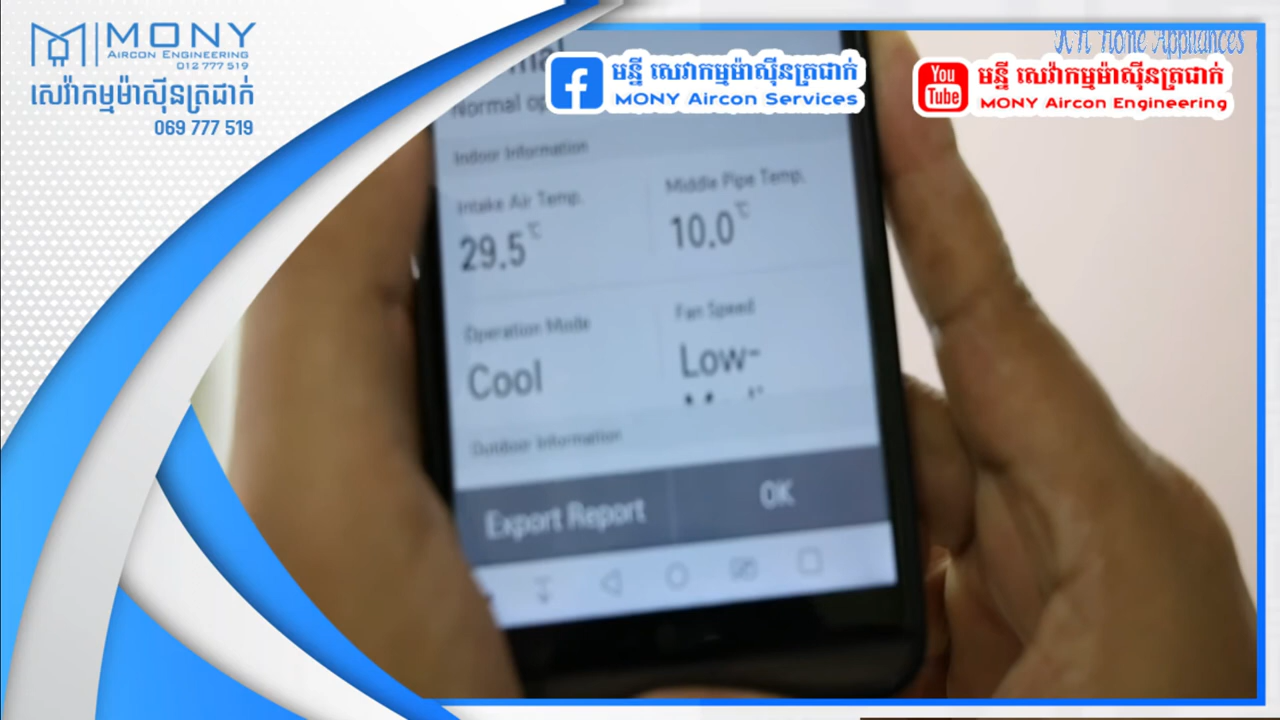 MONY
AIRCON ENGINEERING
012 777 519
សេវ៉ាកម្មម៉ាស៊ីនត្រជាក់
069 777 519
មន្នី សេវាកម្មម៉ាស៊ីនត្រជាក់
MONY Aircon Services
You
Tube
មន្នី សេវ៉ាកម្មម៉ាស៊ីនត្រជាក់
MONY Aircon Engineering
Home Appliances
Normal
Indoor Information
Intake Air Temp.
29.5℃
Middle Pipe Temp.
10.0℃
Operation Mode
Cool
Fan Speed
Low-
Outdoor Information
Export Report
OK